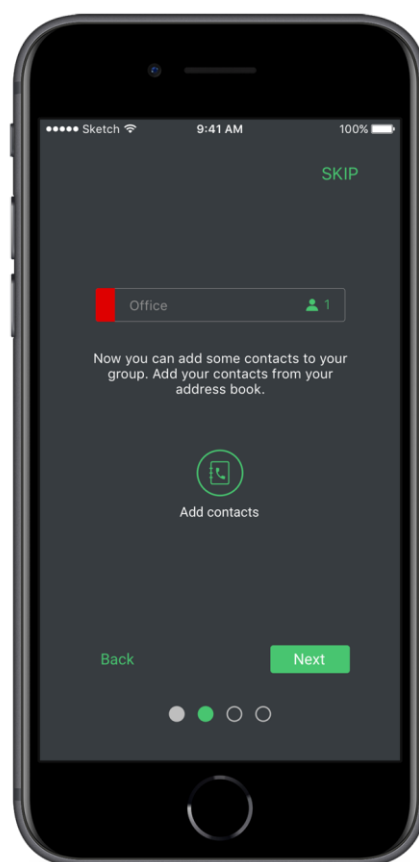 ●●●●● Sketch 9:41 AM 100%
SKIP
Office 1
Now you can add some contacts to your
group. Add your contacts from your
address book.
Add contacts
Back Next